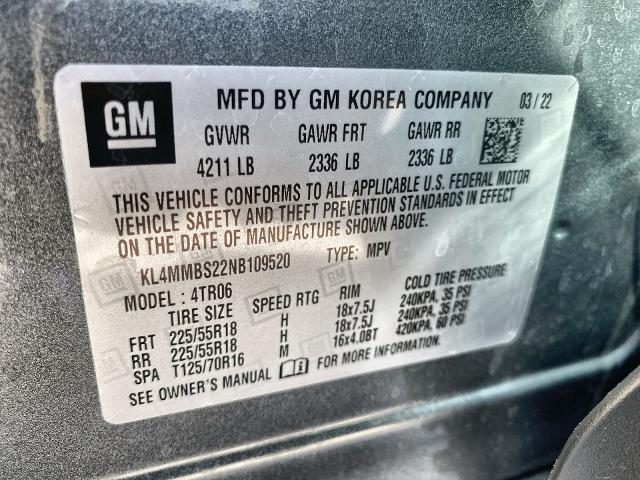 GM MFD BY GM KOREA COMPANY 03/22
GVWR GAWR FRT GAWR RR
4211 LB 2336 LB 2336 LB
THIS VEHICLE CONFORMS TO ALL APPLICABLE U.S. FEDERAL MOTOR
VEHICLE SAFETY AND THEFT PREVENTION STANDARDS IN EFFECT
ON THE DATE OF MANUFACTURE SHOWN ABOVE.
KL4MMBS22NB109520 TYPE: MPV
MODEL : 4TR06
TIRE SIZE SPEED RTG RIM COLD TIRE PRESSURE
FRT 225/55R18 H 18x7.5J 240KPA, 35 PSI
RR 225/55R18 H 18x7.5J 240KPA, 35 PSI
SPA T125/70R16 M 16x4.0BT 420KPA, 60 PSI
SEE OWNER'S MANUAL FOR MORE INFORMATION.